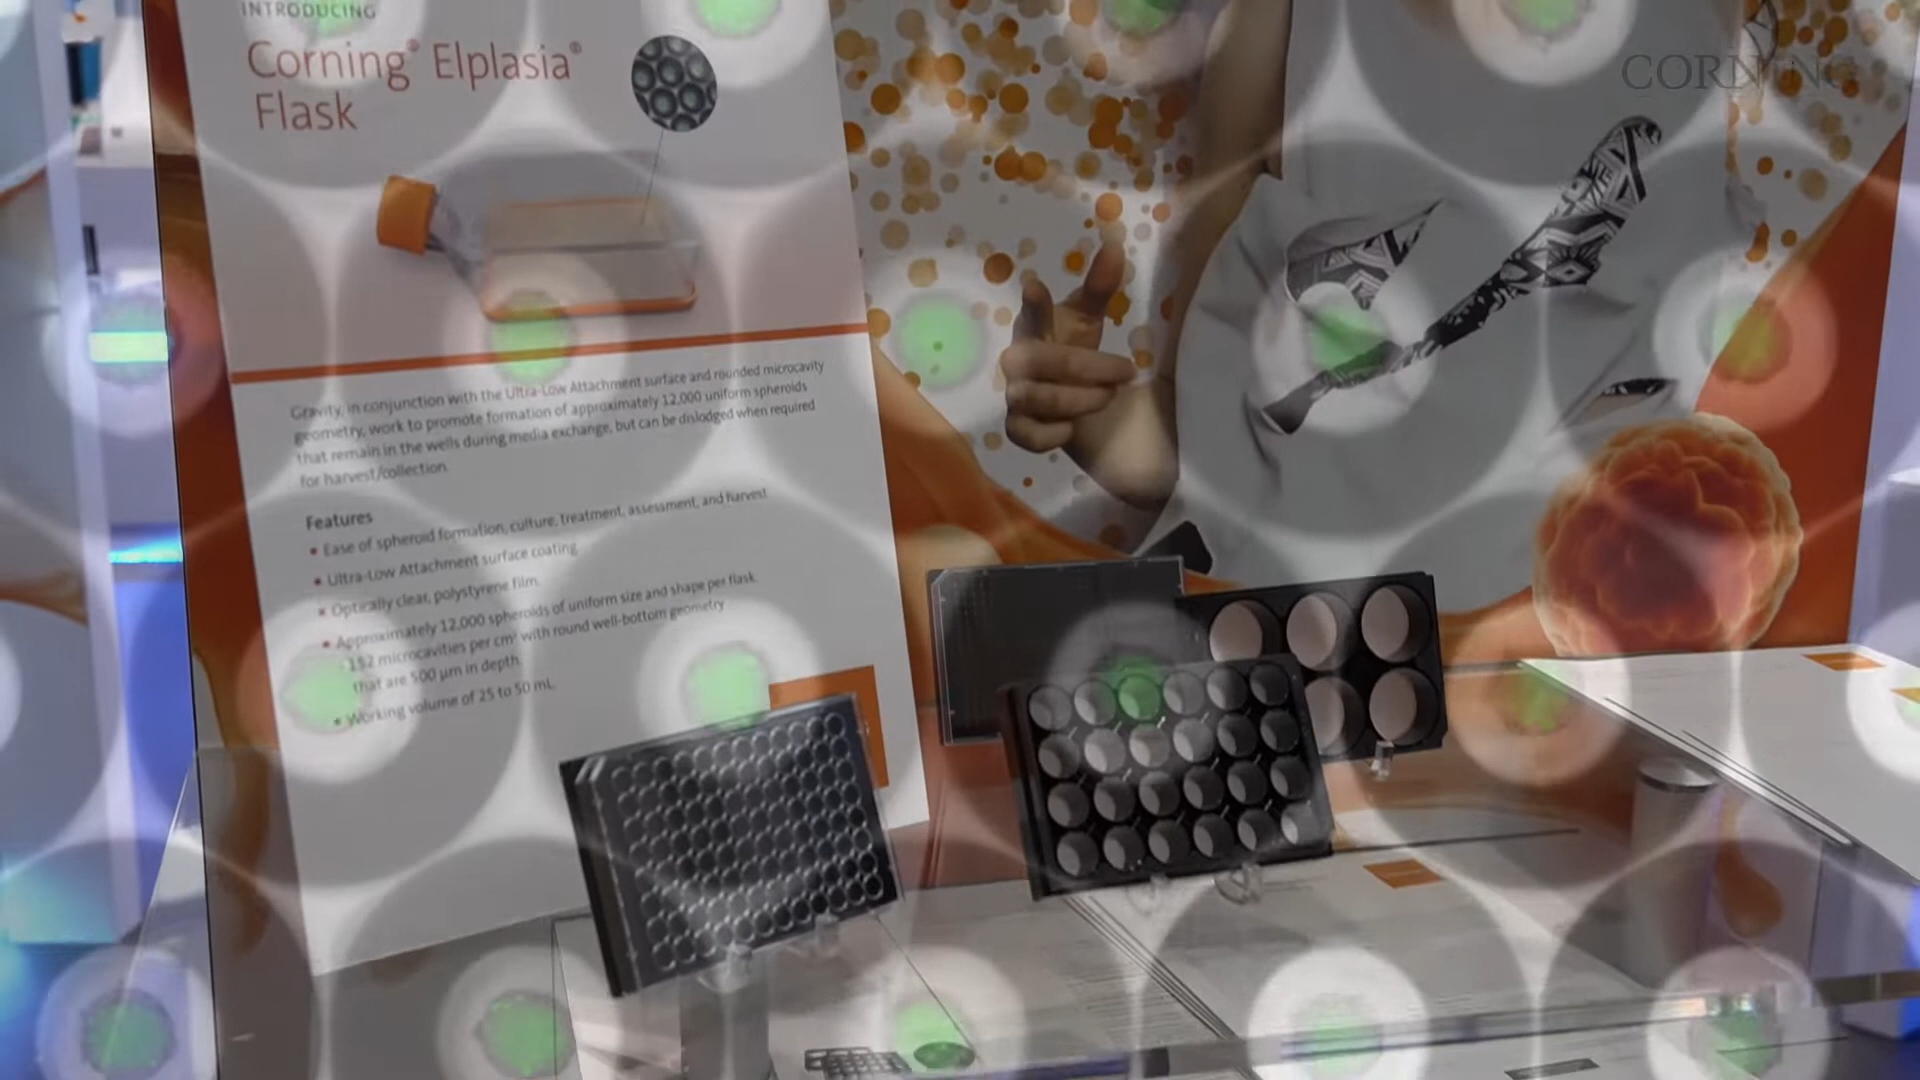 INTRODUCING
Corning® Elplasia®
Flask
CORNING
Gravity, in conjunction with the Ultra-Low Attachment surface and rounded microcavity
geometry, work to promote formation of approximately 12,000 uniform spheroids
that remain in the wells during media exchange, but can be dislodged when required
for harvest/collection.
Features
• Ease of spheroid formation, culture, treatment, assessment, and harvest
• Ultra-Low Attachment surface coating
• Optically clear, polystyrene film.
• Approximately 12,000 spheroids of uniform size and shape per flask.
- 152 microcavities per cm² with round well-bottom geometry
that are 500 µm in depth.
• Working volume of 25 to 50 mL